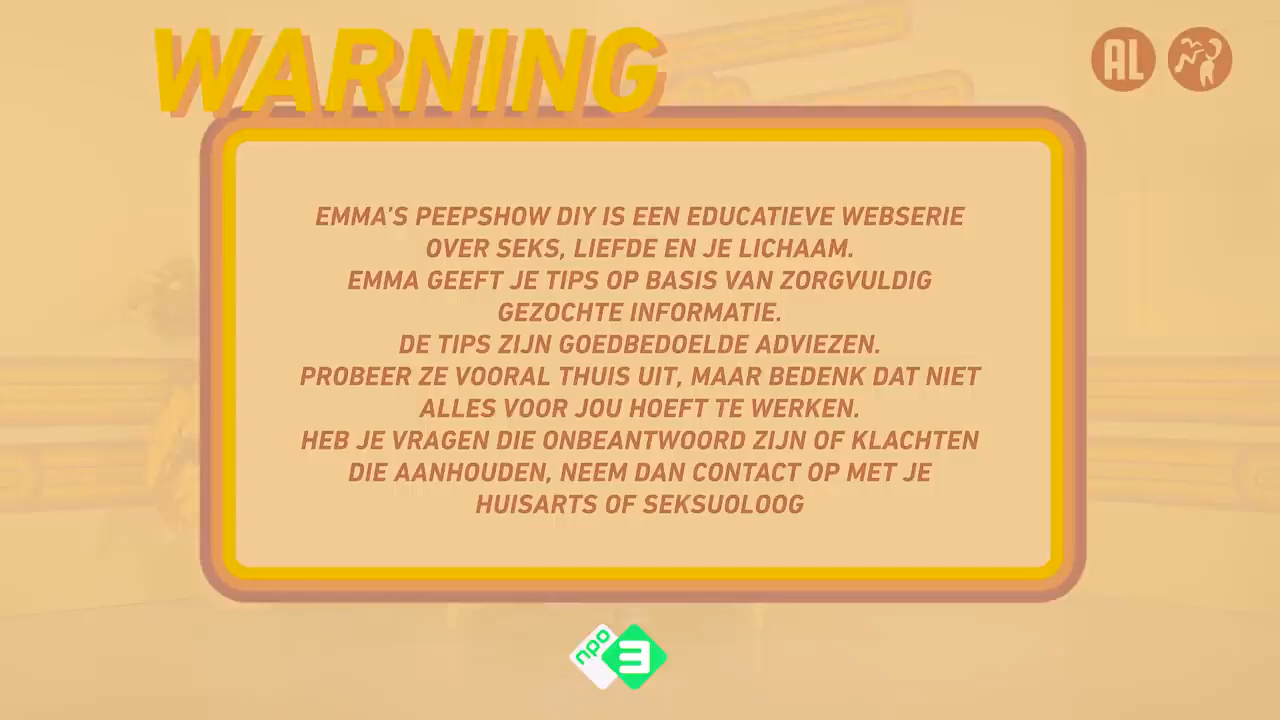 WARNING
AL
EMMA'S PEEPSHOW DIY IS EEN EDUCATIEVE WEBSERIE
OVER SEKS, LIEFDE EN JE LICHAAM.
EMMA GEEFT JE TIPS OP BASIS VAN ZORGVULDIG
GEZOCHTE INFORMATIE.
DE TIPS ZIJN GOEDBEDOELDE ADVIEZEN.
PROBEER ZE VOORAL THUIS UIT, MAAR BEDENK DAT NIET
ALLES VOOR JOU HOEFT TE WERKEN.
HEB JE VRAGEN DIE ONBEANTWOORD ZIJN OF KLACHTEN
DIE AANHOUDEN, NEEM DAN CONTACT OP MET JE
HUISARTS OF SEKSUOLOOG
npo 3